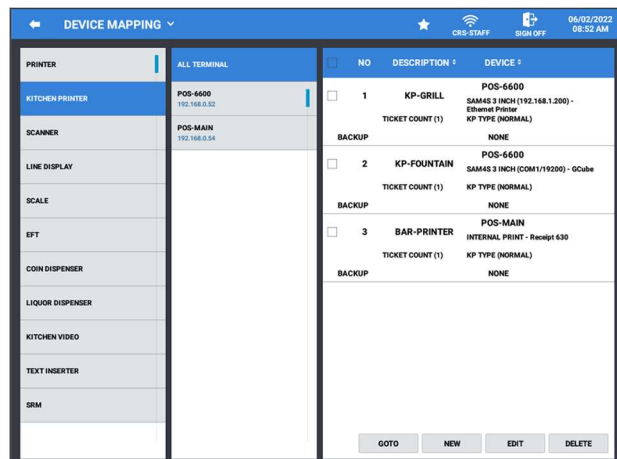 DEVICE MAPPING
CRS-STAFF
SIGN OFF
06/02/2022
08:52 AM
PRINTER
KITCHEN PRINTER
SCANNER
LINE DISPLAY
SCALE
EFT
COIN DISPENSER
LIQUOR DISPENSER
KITCHEN VIDEO
TEXT INSERTER
SRM
ALL TERMINAL
POS-6600
192.168.0.52
POS-MAIN
192.168.0.54
NO DESCRIPTION DEVICE
1 KP-GRILL POS-6600
SAM4S 3 INCH (192.168.1.200) -
Ethernet Printer
TICKET COUNT (1) KP TYPE (NORMAL)
BACKUP NONE
2 KP-FOUNTAIN POS-6600
SAM4S 3 INCH (COM1/19200) - GCube
TICKET COUNT (1) KP TYPE (NORMAL)
BACKUP NONE
3 BAR-PRINTER POS-MAIN
INTERNAL PRINT - Receipt 630
TICKET COUNT (1) KP TYPE (NORMAL)
BACKUP NONE
GOTO NEW EDIT DELETE